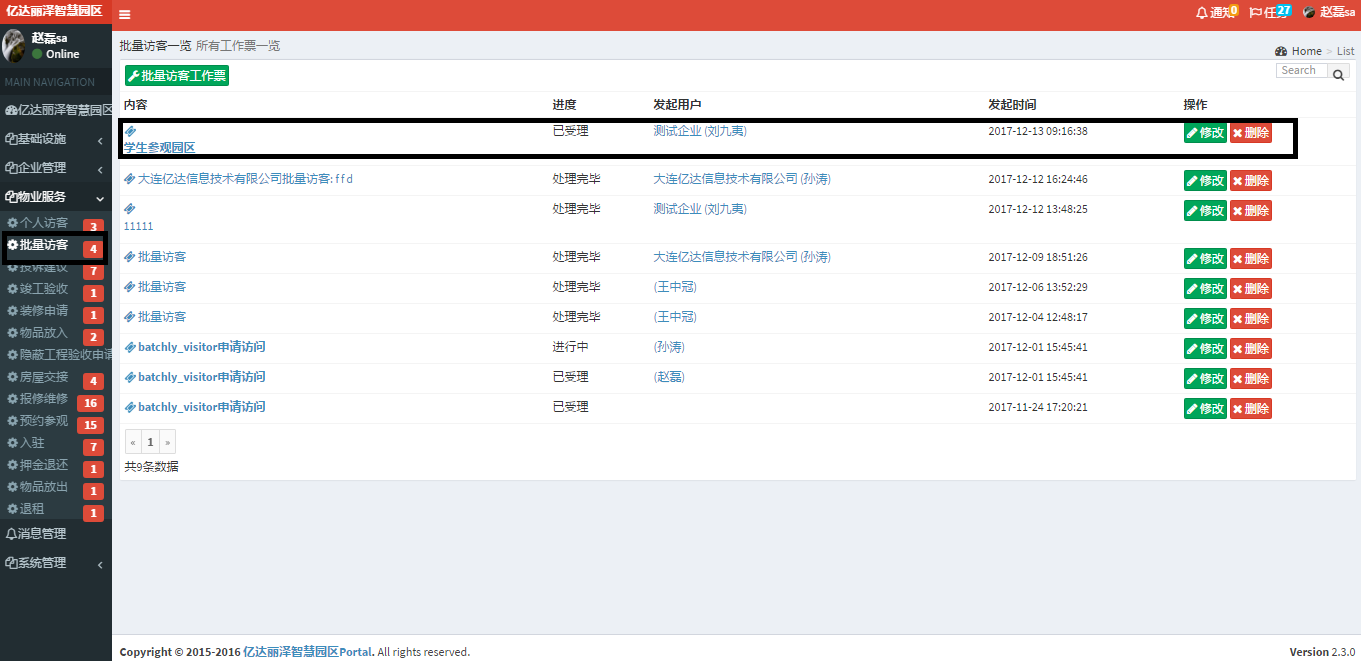 亿达丽泽智慧园区
通知 0
任务 27
赵磊sa
赵磊sa
Online
MAIN NAVIGATION
亿达丽泽智慧园区
基础设施
企业管理
物业服务
个人访客 3
批量访客 4
投诉建议 7
竣工验收 1
装修申请 1
物品放入 2
隐蔽工程验收申请
房屋交接 4
报修维修 16
预约参观 15
入驻 7
押金退还 1
物品放出 1
退租 1
消息管理
系统管理
批量访客一览 所有工作票一览
Home > List
批量访客工作票
Search
内容 进度 发起用户 发起时间 操作
学生参观园区 已受理 测试企业 (刘九夷) 2017-12-13 09:16:38 修改 删除
大连亿达信息技术有限公司批量访客: ffd 处理完毕 大连亿达信息技术有限公司 (孙涛) 2017-12-12 16:24:46 修改 删除
11111 处理完毕 测试企业 (刘九夷) 2017-12-12 13:48:25 修改 删除
批量访客 处理完毕 大连亿达信息技术有限公司 (孙涛) 2017-12-09 18:51:26 修改 删除
批量访客 处理完毕 (王中冠) 2017-12-06 13:52:29 修改 删除
批量访客 处理完毕 (王中冠) 2017-12-04 12:48:17 修改 删除
batchly_visitor申请访问 进行中 (孙涛) 2017-12-01 15:45:41 修改 删除
batchly_visitor申请访问 已受理 (赵磊) 2017-12-01 15:45:41 修改 删除
batchly_visitor申请访问 已受理 2017-11-24 17:20:21 修改 删除
« 1 »
共9条数据
Copyright © 2015-2016 亿达丽泽智慧园区Portal. All rights reserved.
Version 2.3.0